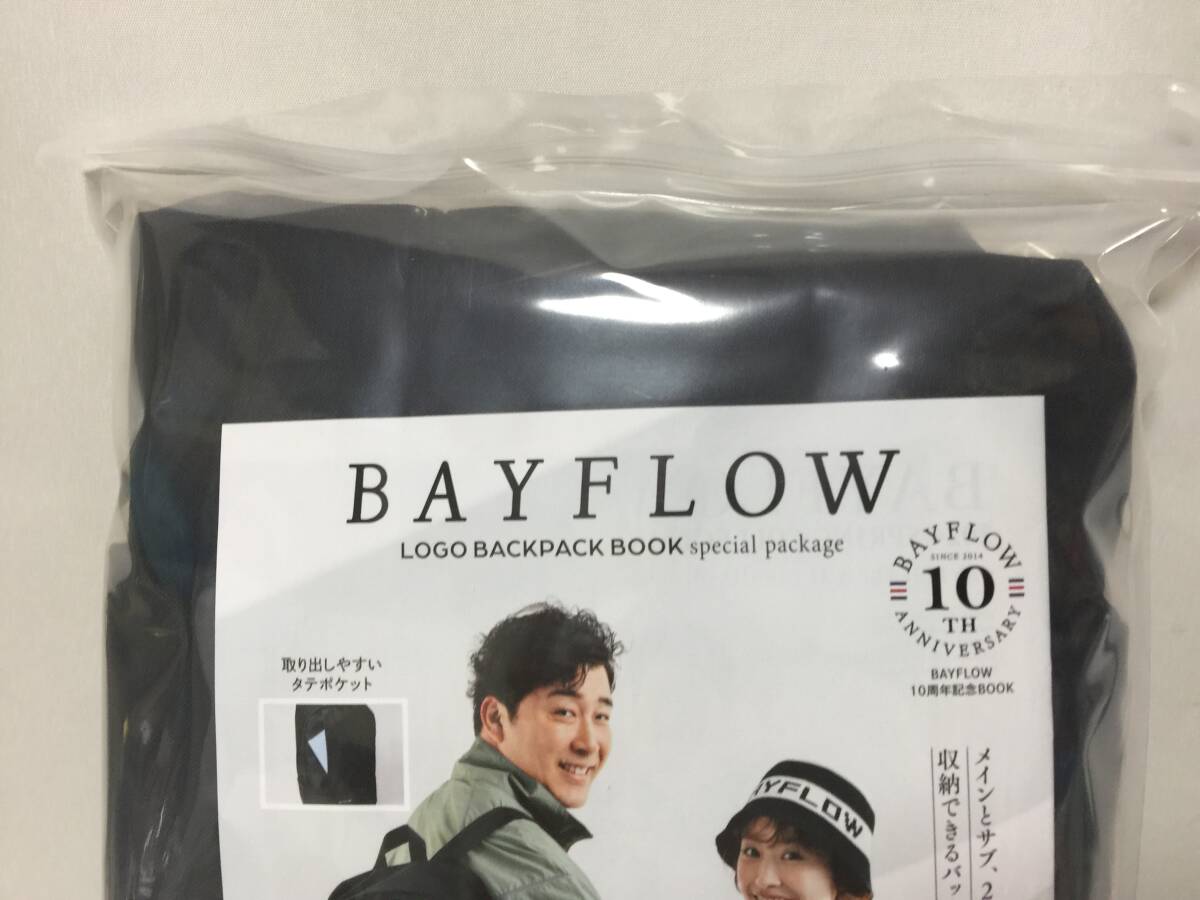 BAYFLOW
LOGO BACKPACK BOOK special package
BAYFLOW
SINCE 2014
10
TH
ANNIVERSARY
BAYFLOW
10周年記念BOOK
取り出しやすい
タテポケット
メインとサブ、2
収納できるバッ
BAYFLOW